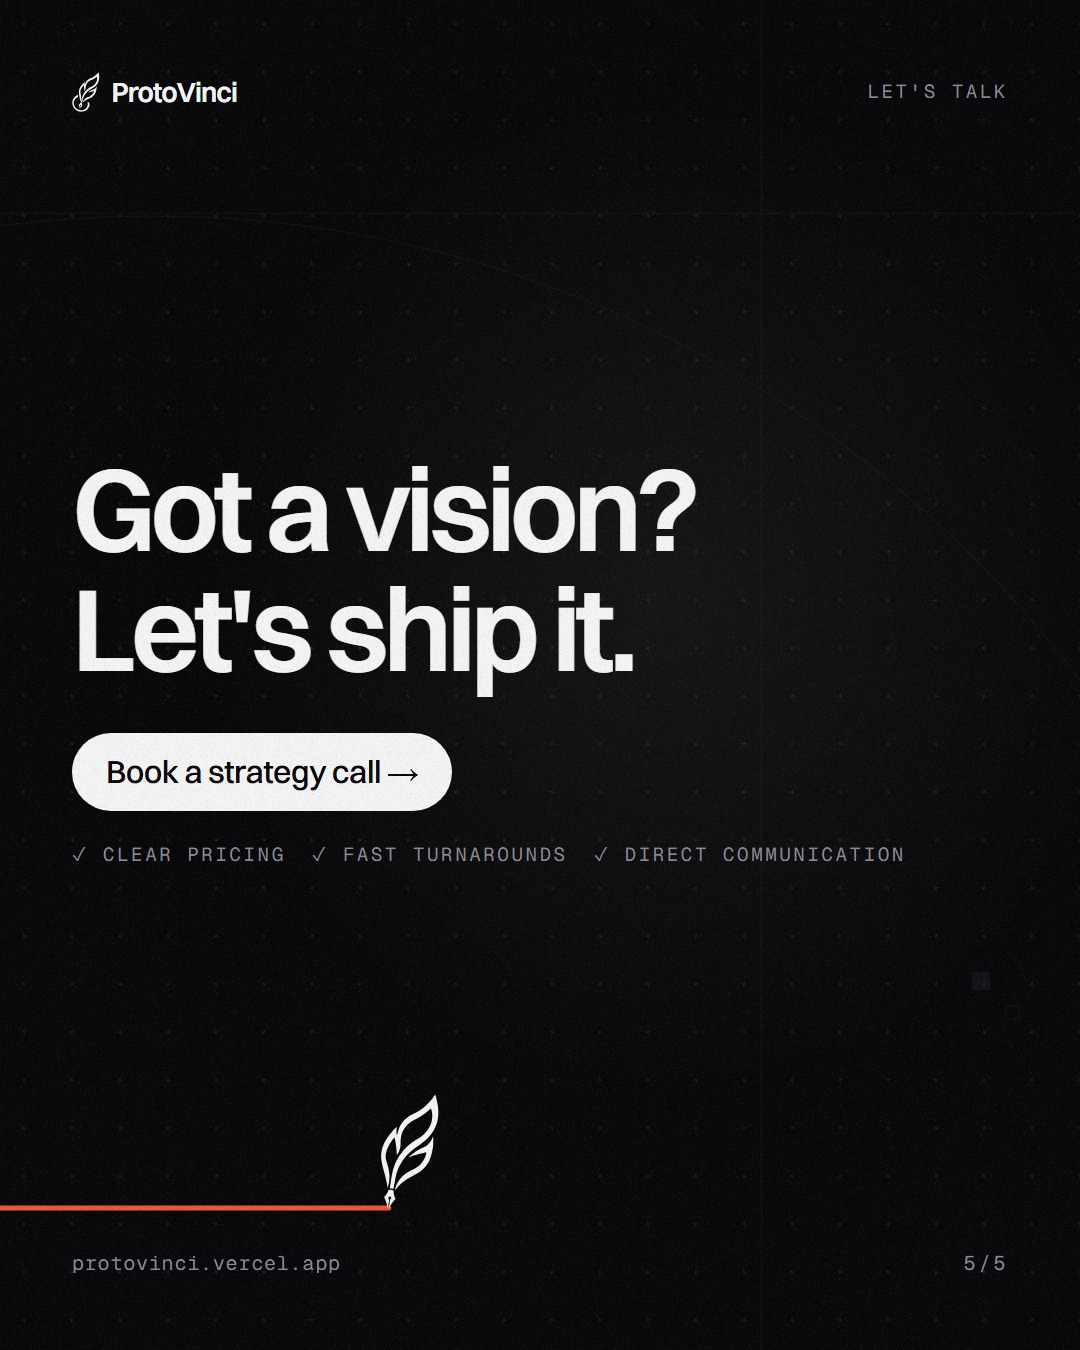 ProtoVinci
LET'S TALK
Got a vision?
Let's ship it.
Book a strategy call →
✓ CLEAR PRICING ✓ FAST TURNAROUNDS ✓ DIRECT COMMUNICATION
protovinci.vercel.app
5/5